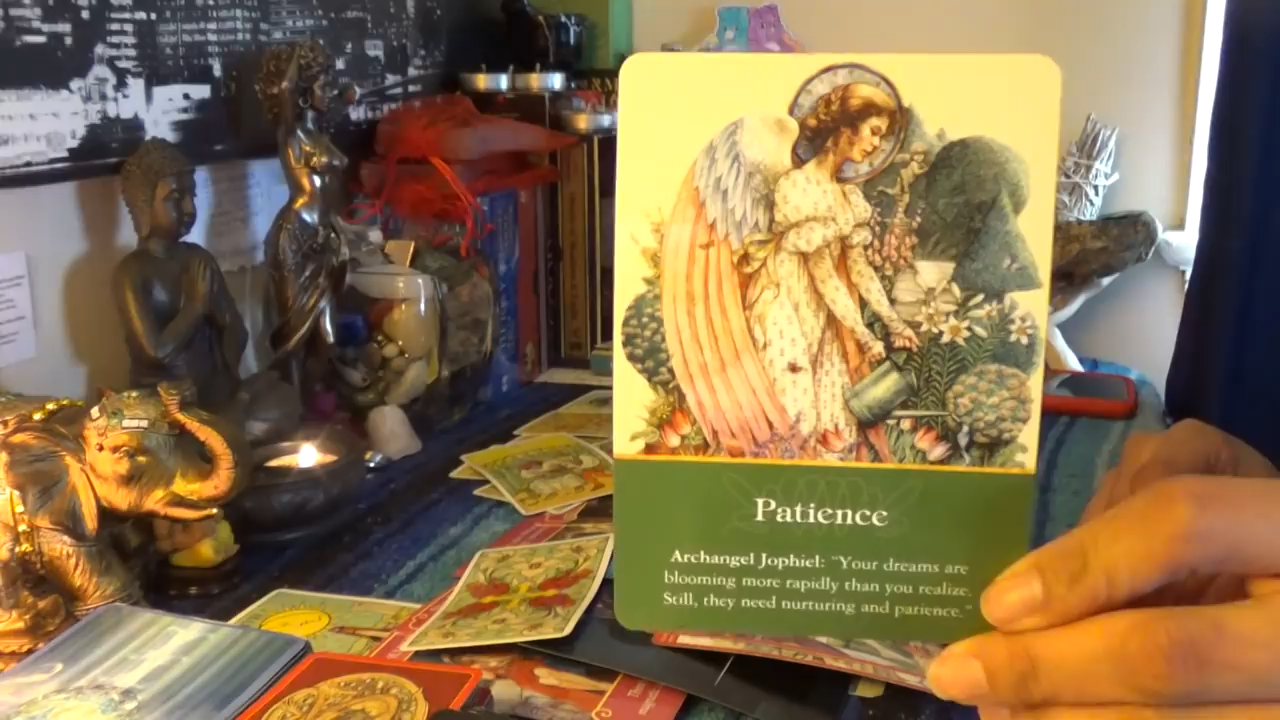 Patience
Archangel Jophiel: "Your dreams are
blooming more rapidly than you realize.
Still, they need nurturing and patience."